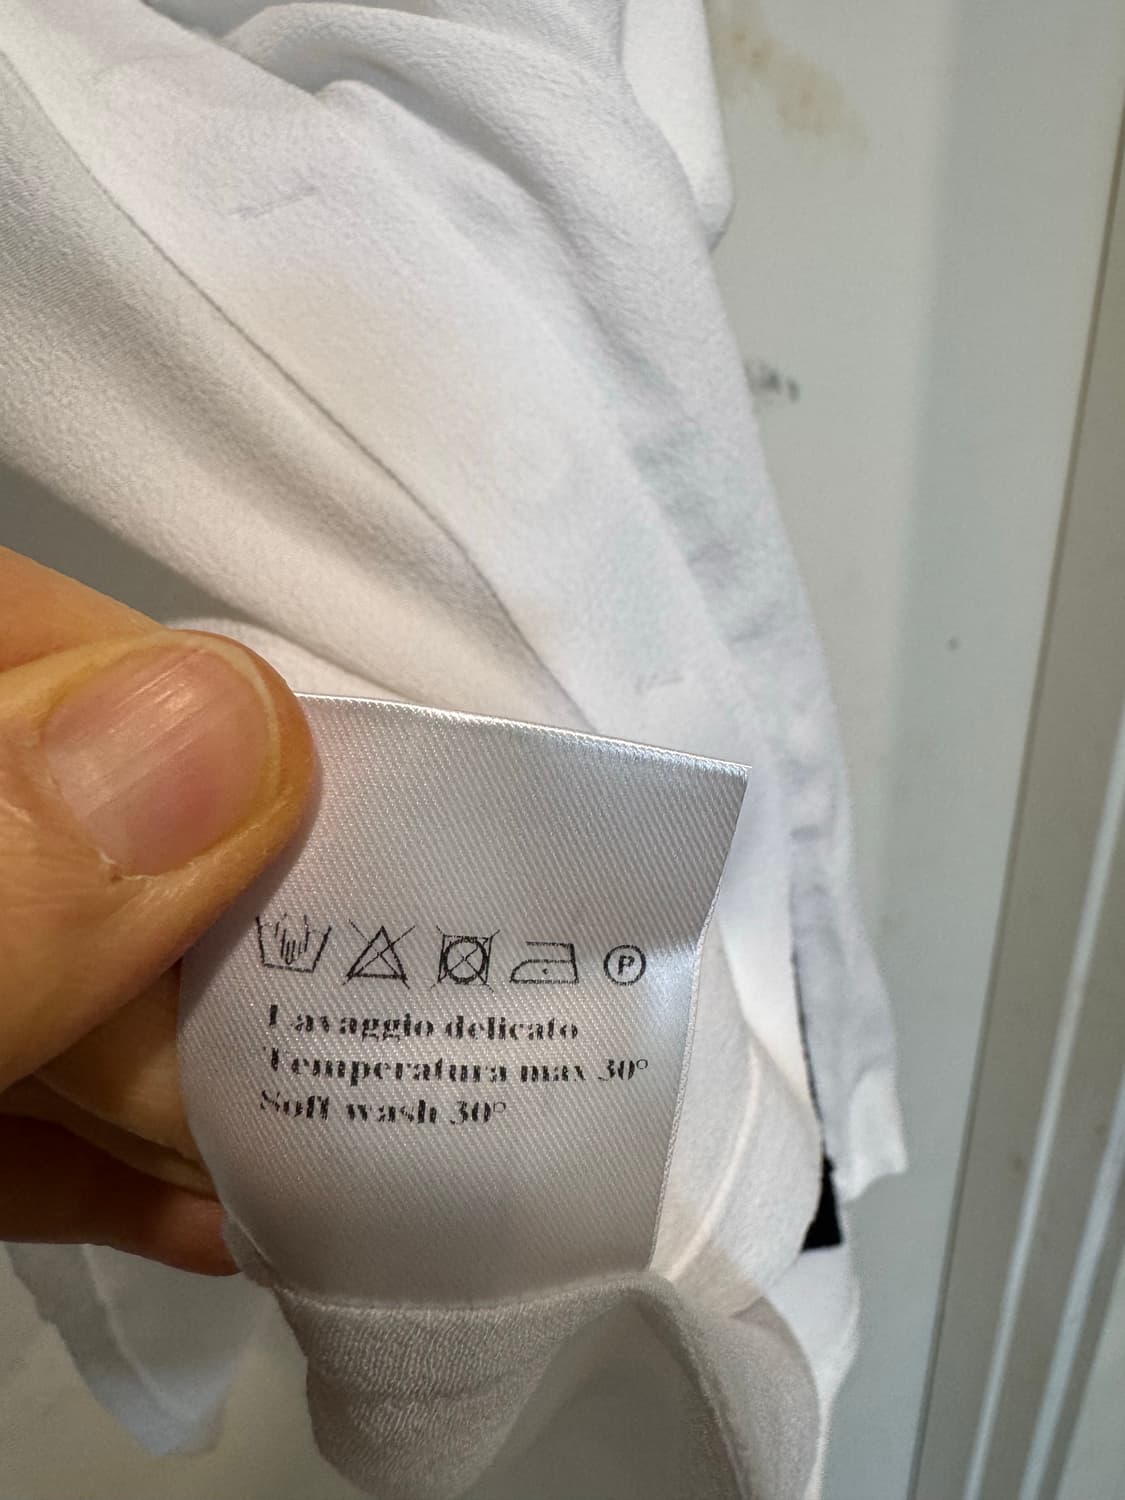 P
Lavaggio delicato
Temperatura max 30°
Soft wash 30°